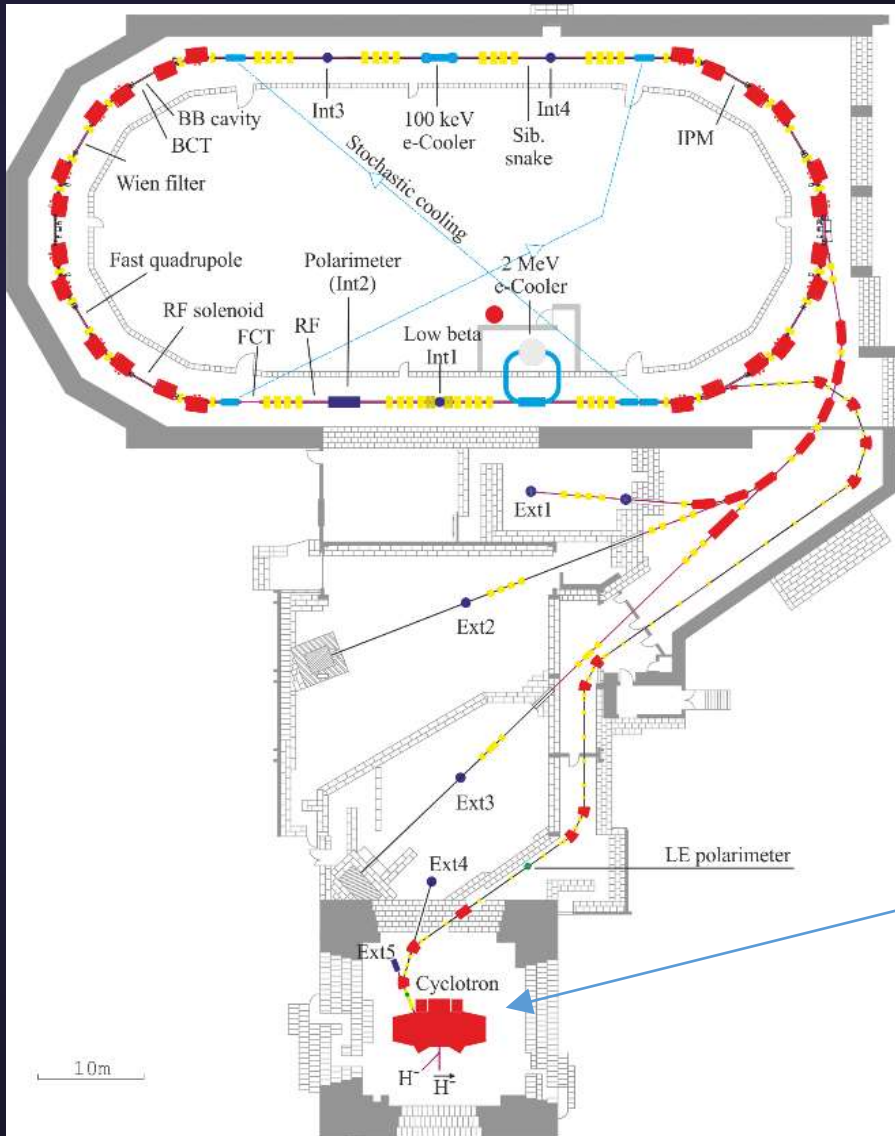 BB cavity
BCT
Wien filter
Int3
100 keV
e-Cooler
Sib.
snake
Int4
IPM
Stochastic cooling
Fast quadrupole
RF solenoid
FCT
RF
Polarimeter
(Int2)
Low beta
Int1
2 MeV
e-Cooler
Ext1
Ext2
Ext3
Ext4
LE polarimeter
Ext5
Cyclotron
H⁻
H⁻
10m